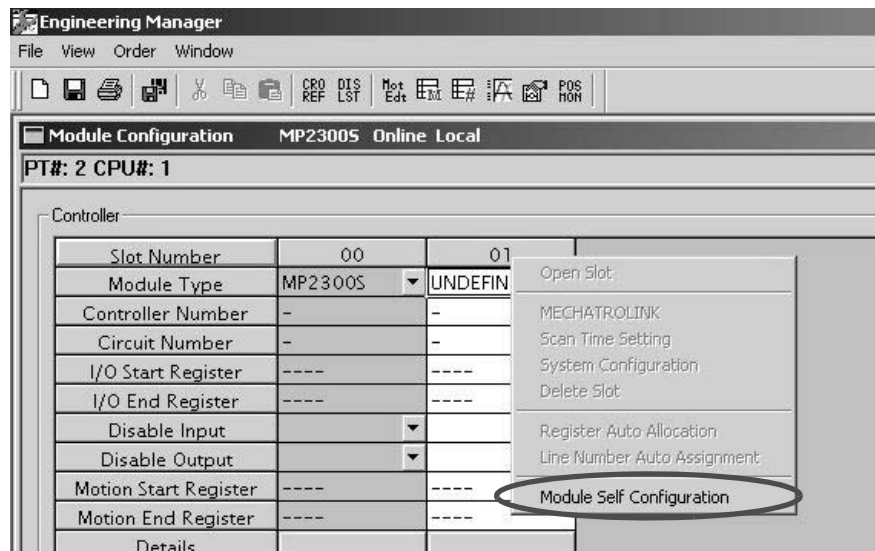 Engineering Manager
File View Order Window
CRO REF DIS LST Mot Edt POS MON
Module Configuration MP2300S Online Local
PT#: 2 CPU#: 1
Controller
Slot Number 00 01
Module Type MP2300S UNDEFIN
Controller Number - -
Circuit Number - -
I/O Start Register ---- ----
I/O End Register ---- ----
Disable Input
Disable Output
Motion Start Register ---- ----
Motion End Register ---- ----
Details
Open Slot
MECHATROLINK
Scan Time Setting
System Configuration
Delete Slot
Register Auto Allocation
Line Number Auto Assignment
Module Self Configuration